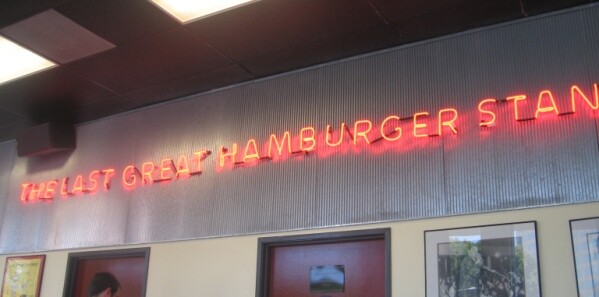 THE LAST GREAT HAMBURGER STAN